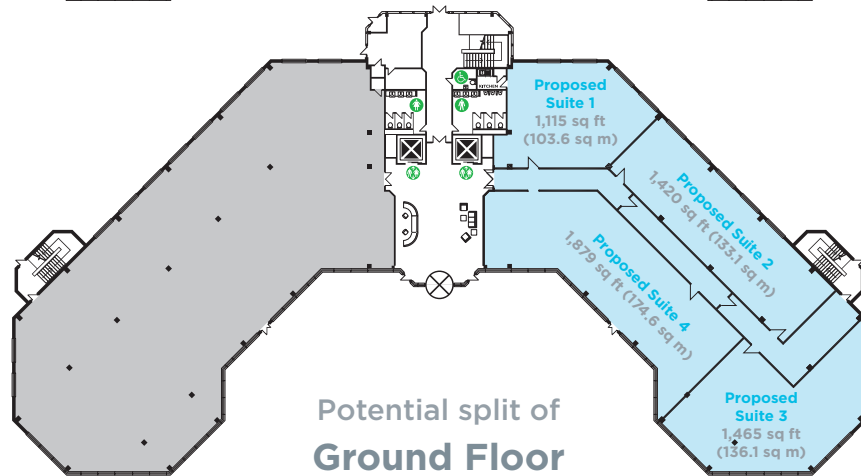 Proposed
Suite 1
1,115 sq ft
(103.6 sq m)
KITCHEN
Proposed Suite 2
1,420 sq ft (133.1 sq m)
Proposed Suite 4
1,879 sq ft (174.6 sq m)
Proposed
Suite 3
1,465 sq ft
(136.1 sq m)
Potential split of
Ground Floor